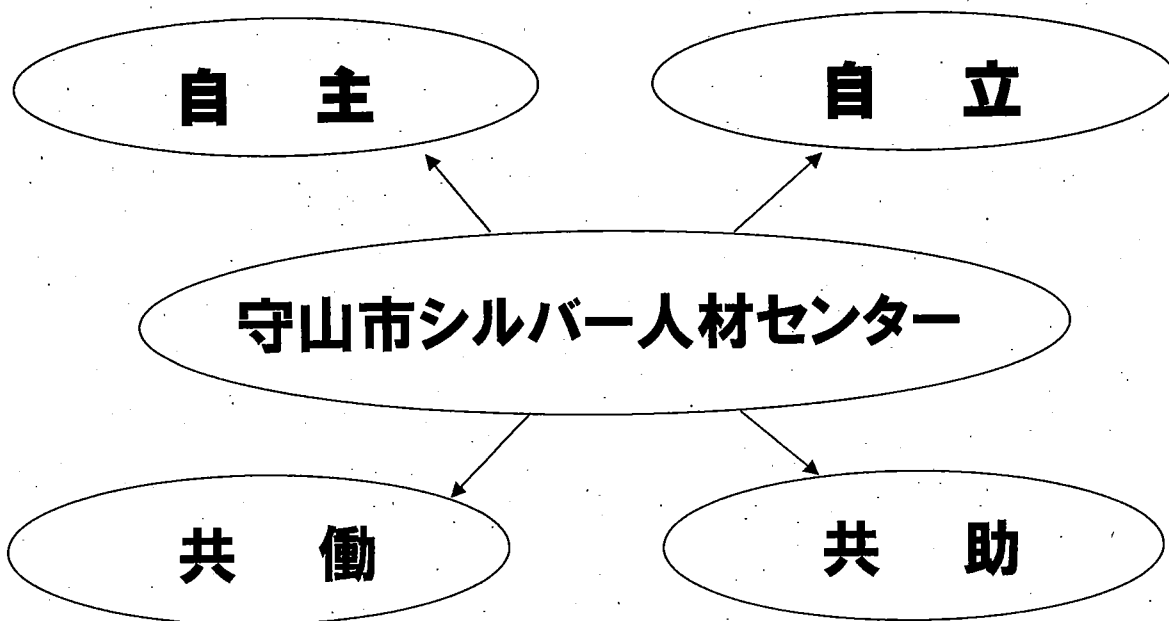 自 主
自 立
守山市シルバー人材センター
共 働
共 助